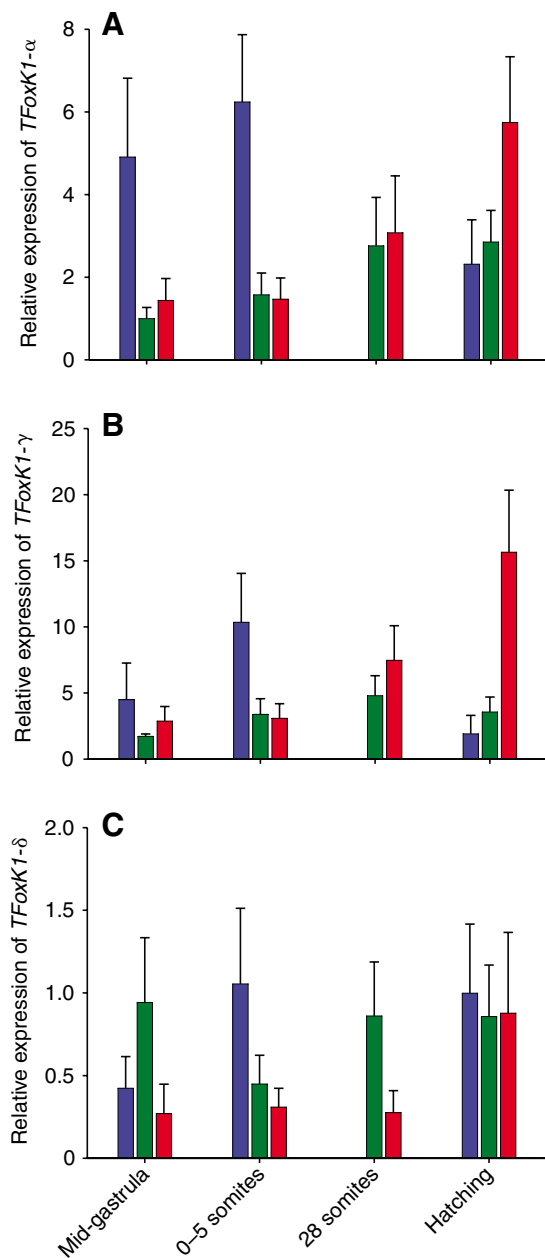 A
Relative expression of TFoxK1-α
8
6
4
2
0
B
Relative expression of TFoxK1-γ
25
20
15
10
5
0
C
Relative expression of TFoxK1-δ
2.0
1.5
1.0
0.5
0
Mid-gastrula
0–5 somites
28 somites
Hatching